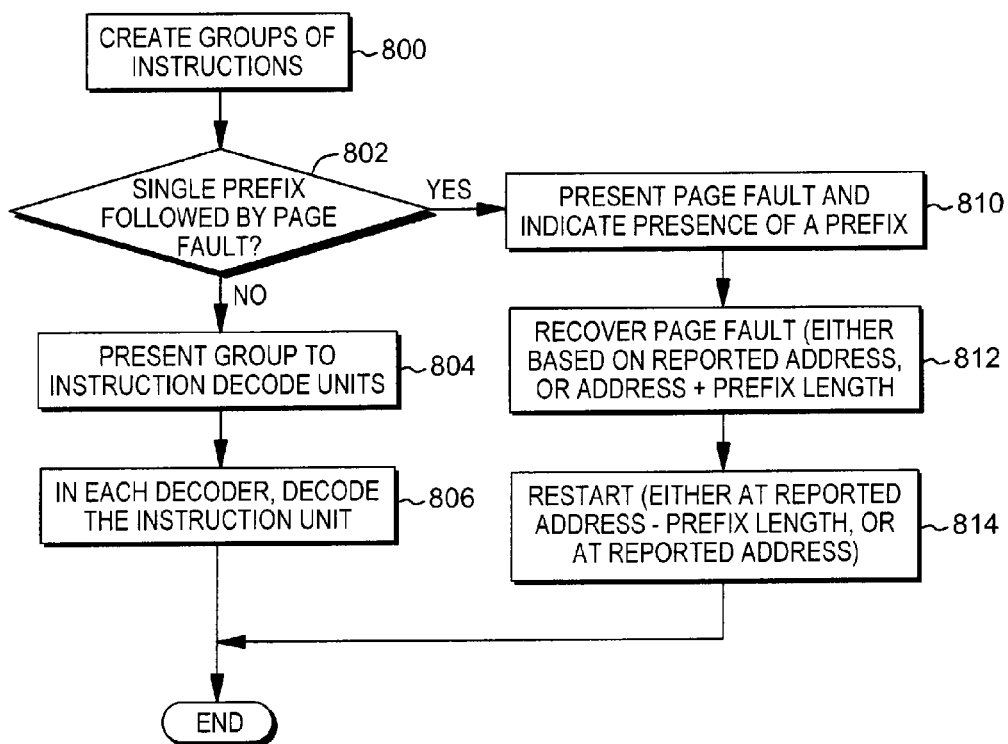 CREATE GROUPS OF
INSTRUCTIONS
800
802
SINGLE PREFIX
FOLLOWED BY PAGE
FAULT?
YES
NO
PRESENT GROUP TO
INSTRUCTION DECODE UNITS
804
IN EACH DECODER, DECODE
THE INSTRUCTION UNIT
806
PRESENT PAGE FAULT AND
INDICATE PRESENCE OF A PREFIX
810
RECOVER PAGE FAULT (EITHER
BASED ON REPORTED ADDRESS,
OR ADDRESS + PREFIX LENGTH
812
RESTART (EITHER AT REPORTED
ADDRESS - PREFIX LENGTH, OR
AT REPORTED ADDRESS)
814
END